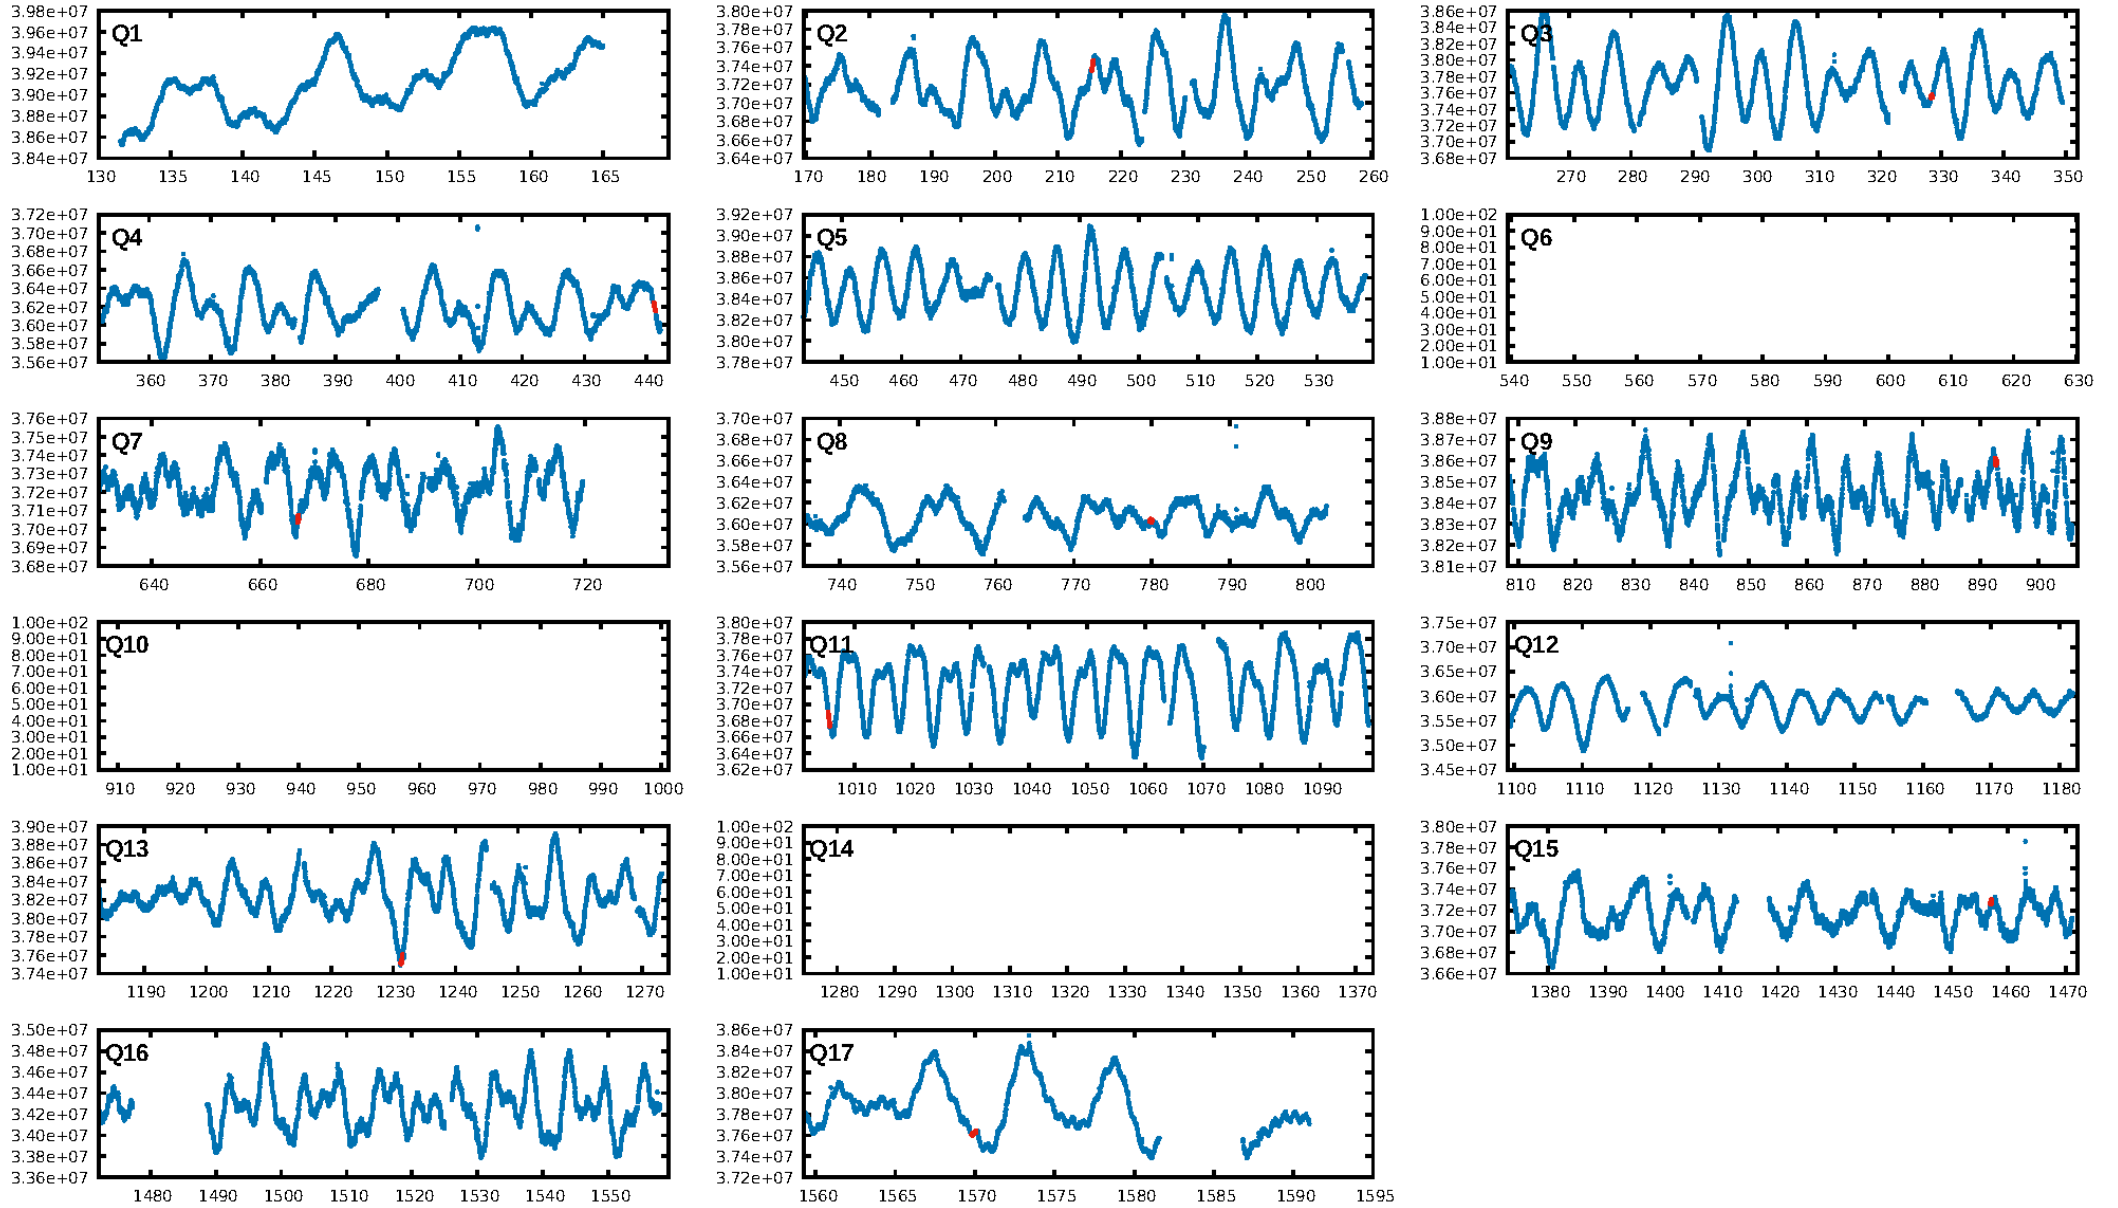 3.98e+07 3.96e+07 3.94e+07 3.92e+07 3.90e+07 3.88e+07 3.86e+07 3.84e+07
Q1
130 135 140 145 150 155 160 165
3.80e+07 3.78e+07 3.76e+07 3.74e+07 3.72e+07 3.70e+07 3.68e+07 3.66e+07 3.64e+07
Q2
170 180 190 200 210 220 230 240 250 260
3.86e+07 3.84e+07 3.82e+07 3.80e+07 3.78e+07 3.76e+07 3.74e+07 3.72e+07 3.70e+07 3.68e+07
Q3
270 280 290 300 310 320 330 340 350
3.72e+07 3.70e+07 3.68e+07 3.66e+07 3.64e+07 3.62e+07 3.60e+07 3.58e+07 3.56e+07
Q4
360 370 380 390 400 410 420 430 440
3.92e+07 3.90e+07 3.88e+07 3.86e+07 3.84e+07 3.82e+07 3.80e+07 3.78e+07
Q5
450 460 470 480 490 500 510 520 530
1.00e+02 9.00e+01 8.00e+01 7.00e+01 6.00e+01 5.00e+01 4.00e+01 3.00e+01 2.00e+01 1.00e+01
Q6
540 550 560 570 580 590 600 610 620 630
3.76e+07 3.75e+07 3.74e+07 3.73e+07 3.72e+07 3.71e+07 3.70e+07 3.69e+07 3.68e+07
Q7
640 660 680 700 720
3.70e+07 3.68e+07 3.66e+07 3.64e+07 3.62e+07 3.60e+07 3.58e+07 3.56e+07
Q8
740 750 760 770 780 790 800
3.88e+07 3.87e+07 3.86e+07 3.85e+07 3.84e+07 3.83e+07 3.82e+07 3.81e+07
Q9
810 820 830 840 850 860 870 880 890 900
1.00e+02 9.00e+01 8.00e+01 7.00e+01 6.00e+01 5.00e+01 4.00e+01 3.00e+01 2.00e+01 1.00e+01
Q10
910 920 930 940 950 960 970 980 990 1000
3.80e+07 3.78e+07 3.76e+07 3.74e+07 3.72e+07 3.70e+07 3.68e+07 3.66e+07 3.64e+07 3.62e+07
Q11
1010 1020 1030 1040 1050 1060 1070 1080 1090
3.75e+07 3.70e+07 3.65e+07 3.60e+07 3.55e+07 3.50e+07 3.45e+07
Q12
1100 1110 1120 1130 1140 1150 1160 1170 1180
3.90e+07 3.88e+07 3.86e+07 3.84e+07 3.82e+07 3.80e+07 3.78e+07 3.76e+07 3.74e+07
Q13
1190 1200 1210 1220 1230 1240 1250 1260 1270
1.00e+02 9.00e+01 8.00e+01 7.00e+01 6.00e+01 5.00e+01 4.00e+01 3.00e+01 2.00e+01 1.00e+01
Q14
1280 1290 1300 1310 1320 1330 1340 1350 1360 1370
3.80e+07 3.78e+07 3.76e+07 3.74e+07 3.72e+07 3.70e+07 3.68e+07 3.66e+07
Q15
1380 1390 1400 1410 1420 1430 1440 1450 1460 1470
3.50e+07 3.48e+07 3.46e+07 3.44e+07 3.42e+07 3.40e+07 3.38e+07 3.36e+07
Q16
1480 1490 1500 1510 1520 1530 1540 1550
3.86e+07 3.84e+07 3.82e+07 3.80e+07 3.78e+07 3.76e+07 3.74e+07 3.72e+07
Q17
1560 1565 1570 1575 1580 1585 1590 1595